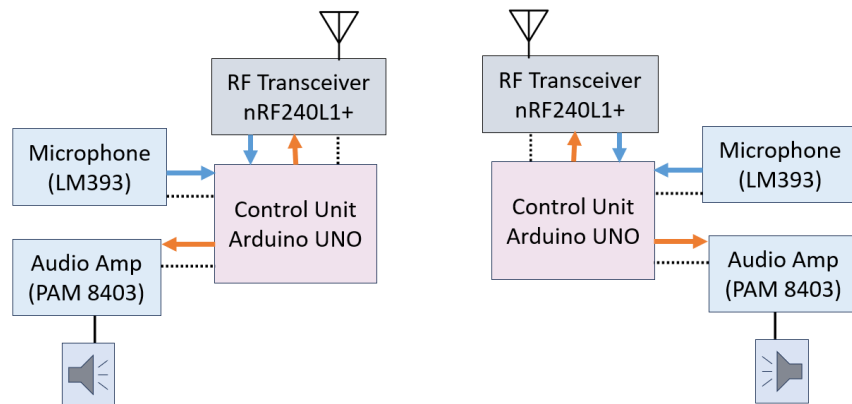 RF Transceiver
nRF240L1+
Microphone
(LM393)
Control Unit
Arduino UNO
Audio Amp
(PAM 8403)
RF Transceiver
nRF240L1+
Microphone
(LM393)
Control Unit
Arduino UNO
Audio Amp
(PAM 8403)